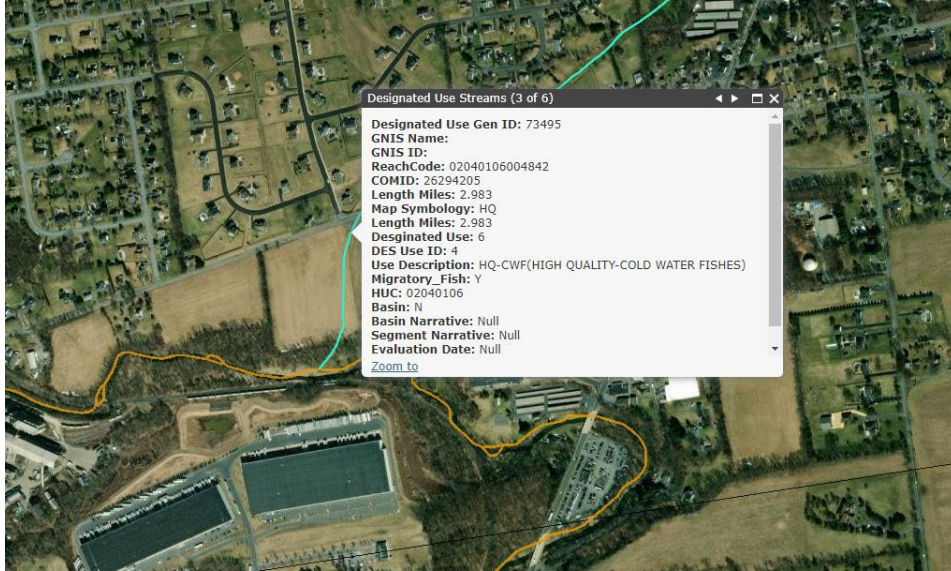 Designated Use Streams (3 of 6)
Designated Use Gen ID: 73495
GNIS Name:
GNIS ID:
ReachCode: 02040106004842
COMID: 26294205
Length Miles: 2.983
Map Symbology: HQ
Length Miles: 2.983
Desginated Use: 6
DES Use ID: 4
Use Description: HQ-CWF(HIGH QUALITY-COLD WATER FISHES)
Migratory_Fish: Y
HUC: 02040106
Basin: N
Basin Narrative: Null
Segment Narrative: Null
Evaluation Date: Null
Zoom to